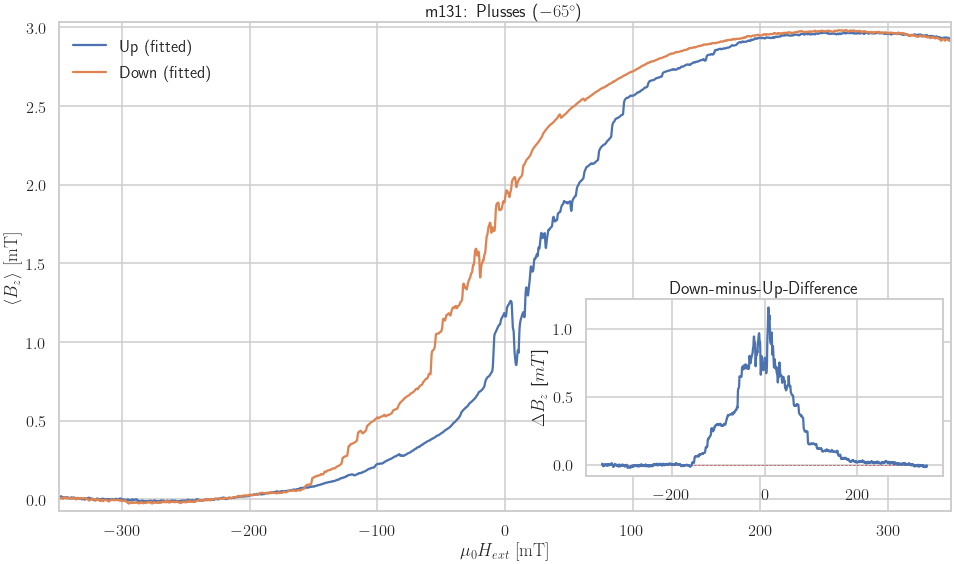 m131: Plusses (−65°)
Up (fitted)
Down (fitted)
⟨B_z⟩ [mT]
3.0
2.5
2.0
1.5
1.0
0.5
0.0
−300
−200
−100
0
100
200
300
μ₀H_ext [mT]
Down-minus-Up-Difference
ΔB_z [mT]
1.0
0.5
0.0
−200
0
200